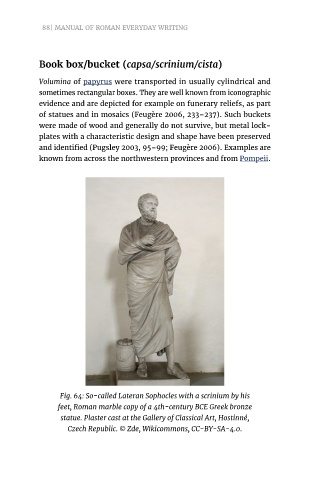 88| MANUAL OF ROMAN EVERYDAY WRITING
Book box/bucket (capsa/scrinium/cista)
Volumina of papyrus were transported in usually cylindrical and
sometimes rectangular boxes. They are well known from iconographic
evidence and are depicted for example on funerary reliefs, as part
of statues and in mosaics (Feugère 2006, 233–237). Such buckets
were made of wood and generally do not survive, but metal lock-
plates with a characteristic design and shape have been preserved
and identified (Pugsley 2003, 95–99; Feugère 2006). Examples are
known from across the northwestern provinces and from Pompeii.
Fig. 64: So-called Lateran Sophocles with a scrinium by his
feet, Roman marble copy of a 4th-century BCE Greek bronze
statue. Plaster cast at the Gallery of Classical Art, Hostinné,
Czech Republic. © Zde, Wikicommons, CC-BY-SA-4.0.